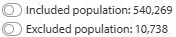 Included population: 540,269
Excluded population: 10,738